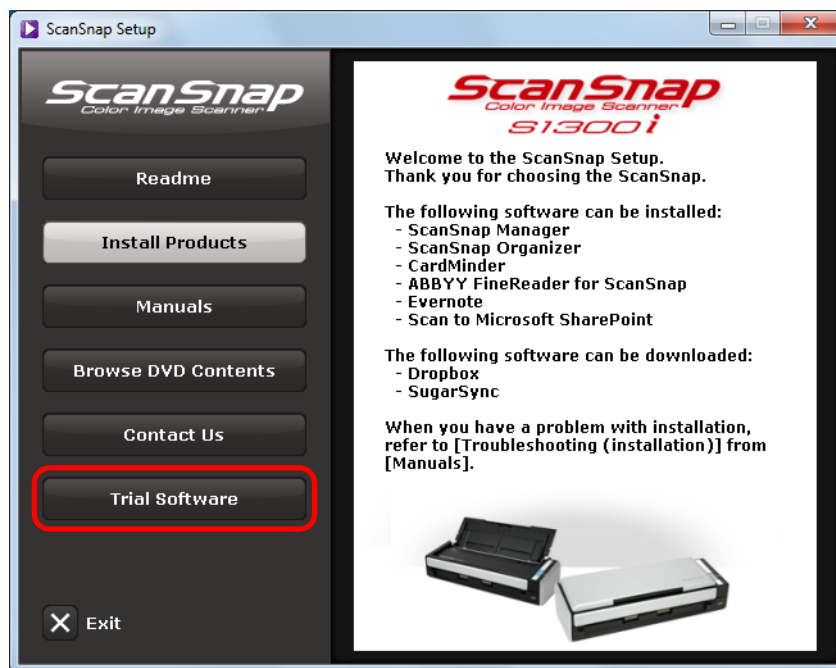 ScanSnap Setup
ScanSnap
Color Image Scanner
Readme
Install Products
Manuals
Browse DVD Contents
Contact Us
Trial Software
Exit
ScanSnap
Color Image Scanner
S1300i
Welcome to the ScanSnap Setup.
Thank you for choosing the ScanSnap.
The following software can be installed:
- ScanSnap Manager
- ScanSnap Organizer
- CardMinder
- ABBYY FineReader for ScanSnap
- Evernote
- Scan to Microsoft SharePoint
The following software can be downloaded:
- Dropbox
- SugarSync
When you have a problem with installation,
refer to [Troubleshooting (installation)] from
[Manuals].